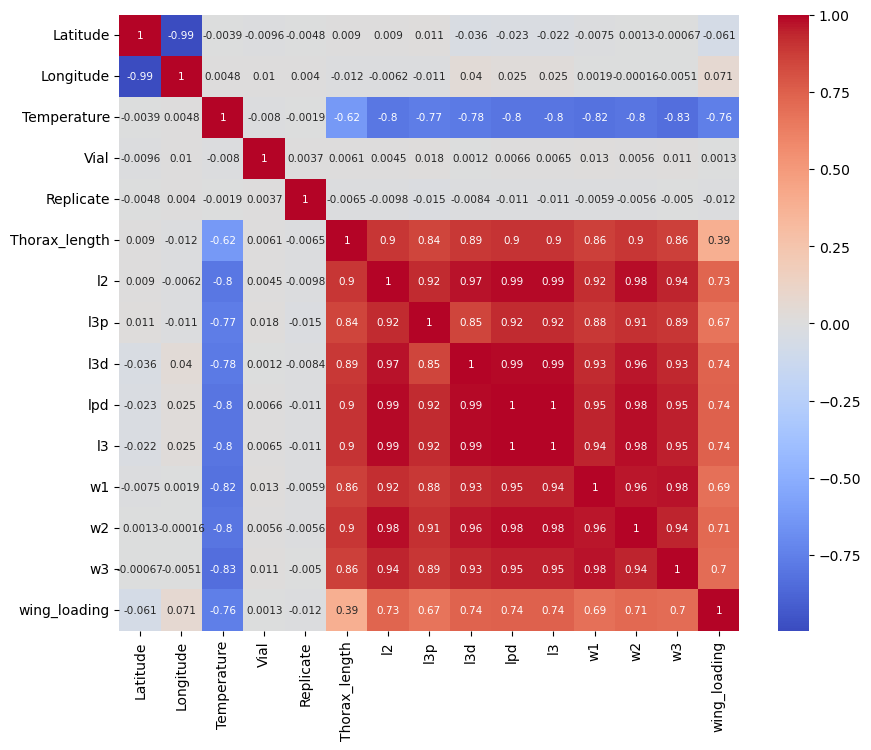 Latitude 1 -0.99 -0.0039 -0.0096 -0.0048 0.009 0.009 0.011 -0.036 -0.023 -0.022 -0.0075 0.0013 -0.00067 -0.061
Longitude -0.99 1 0.0048 0.01 0.004 -0.012 -0.0062 -0.011 0.04 0.025 0.025 0.0019 -0.00016 -0.0051 0.071
Temperature -0.0039 0.0048 1 -0.008 -0.0019 -0.62 -0.8 -0.77 -0.78 -0.8 -0.8 -0.82 -0.8 -0.83 -0.76
Vial -0.0096 0.01 -0.008 1 0.0037 0.0061 0.0045 0.018 0.0012 0.0066 0.0065 0.013 0.0056 0.011 0.0013
Replicate -0.0048 0.004 -0.0019 0.0037 1 -0.0065 -0.0098 -0.015 -0.0084 -0.011 -0.011 -0.0059 -0.0056 -0.005 -0.012
Thorax_length 0.009 -0.012 -0.62 0.0061 -0.0065 1 0.9 0.84 0.89 0.9 0.9 0.86 0.9 0.86 0.39
l2 0.009 -0.0062 -0.8 0.0045 -0.0098 0.9 1 0.92 0.97 0.99 0.99 0.92 0.98 0.94 0.73
l3p 0.011 -0.011 -0.77 0.018 -0.015 0.84 0.92 1 0.85 0.92 0.92 0.88 0.91 0.89 0.67
l3d -0.036 0.04 -0.78 0.0012 -0.0084 0.89 0.97 0.85 1 0.99 0.99 0.93 0.96 0.93 0.74
lpd -0.023 0.025 -0.8 0.0066 -0.011 0.9 0.99 0.92 0.99 1 1 0.95 0.98 0.95 0.74
l3 -0.022 0.025 -0.8 0.0065 -0.011 0.9 0.99 0.92 0.99 1 1 0.94 0.98 0.95 0.74
w1 -0.0075 0.0019 -0.82 0.013 -0.0059 0.86 0.92 0.88 0.93 0.95 0.94 1 0.96 0.98 0.69
w2 0.0013 -0.00016 -0.8 0.0056 -0.0056 0.9 0.98 0.91 0.96 0.98 0.98 0.96 1 0.94 0.71
w3 -0.00067 -0.0051 -0.83 0.011 -0.005 0.86 0.94 0.89 0.93 0.95 0.95 0.98 0.94 1 0.7
wing_loading -0.061 0.071 -0.76 0.0013 -0.012 0.39 0.73 0.67 0.74 0.74 0.74 0.69 0.71 0.7 1
Latitude Longitude Temperature Vial Replicate Thorax_length l2 l3p l3d lpd l3 w1 w2 w3 wing_loading
1.00
0.75
0.50
0.25
0.00
−0.25
−0.50
−0.75